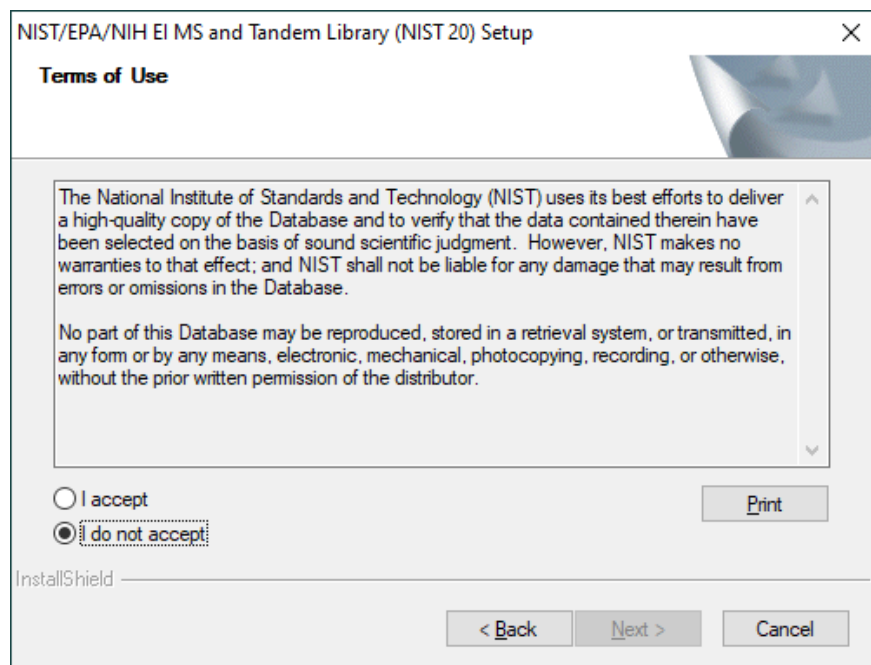 NIST/EPA/NIH EI MS and Tandem Library (NIST 20) Setup
Terms of Use
The National Institute of Standards and Technology (NIST) uses its best efforts to deliver
a high-quality copy of the Database and to verify that the data contained therein have
been selected on the basis of sound scientific judgment.  However, NIST makes no
warranties to that effect; and NIST shall not be liable for any damage that may result from
errors or omissions in the Database.
No part of this Database may be reproduced, stored in a retrieval system, or transmitted, in
any form or by any means, electronic, mechanical, photocopying, recording, or otherwise,
without the prior written permission of the distributor.
I accept
Print
I do not accept
InstallShield
< Back
Next >
Cancel